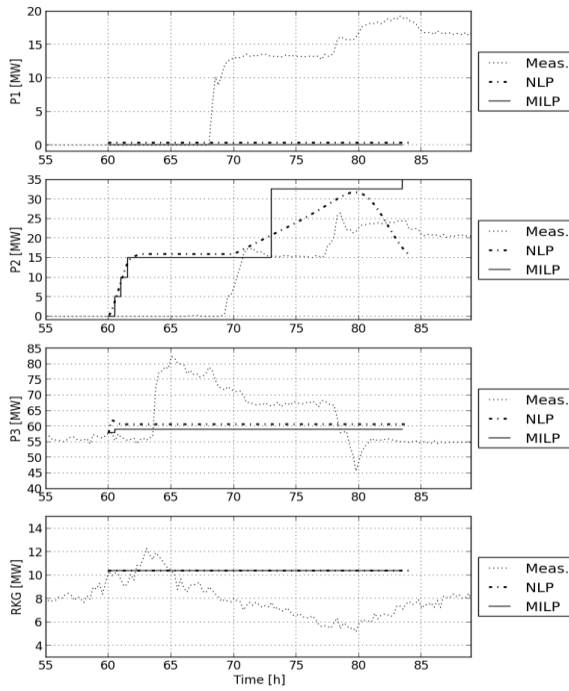 P1 [MW]
20
15
10
5
0
55 60 65 70 75 80 85
Meas.
NLP
MILP
P2 [MW]
35
30
25
20
15
10
5
0
55 60 65 70 75 80 85
Meas.
NLP
MILP
P3 [MW]
85
80
75
70
65
60
55
50
45
40
55 60 65 70 75 80 85
Meas.
NLP
MILP
RKG [MW]
14
12
10
8
6
4
55 60 65 70 75 80 85
Time [h]
Meas.
NLP
MILP